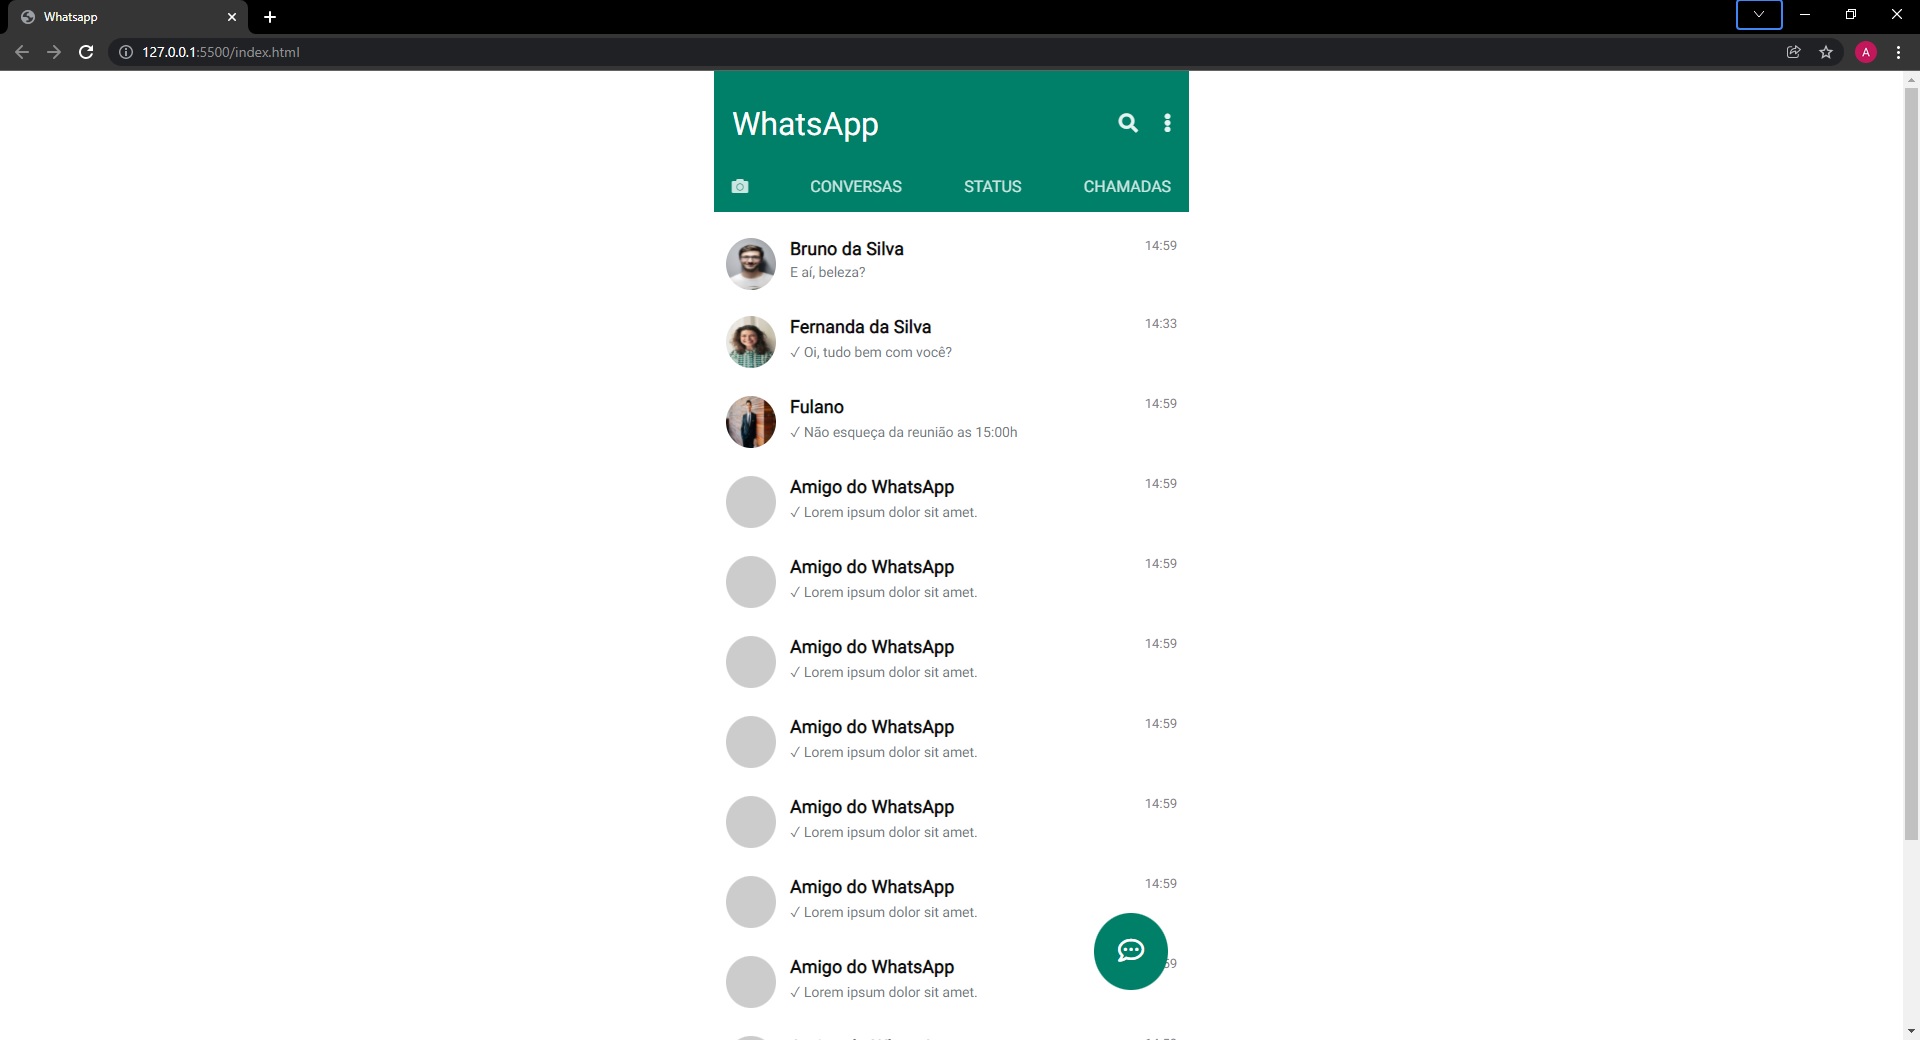 Whatsapp
127.0.0.1:5500/index.html
A
WhatsApp
CONVERSAS STATUS CHAMADAS
Bruno da Silva 14:59
E aí, beleza?
Fernanda da Silva 14:33
✓ Oi, tudo bem com você?
Fulano 14:59
✓ Não esqueça da reunião as 15:00h
Amigo do WhatsApp 14:59
✓ Lorem ipsum dolor sit amet.
Amigo do WhatsApp 14:59
✓ Lorem ipsum dolor sit amet.
Amigo do WhatsApp 14:59
✓ Lorem ipsum dolor sit amet.
Amigo do WhatsApp 14:59
✓ Lorem ipsum dolor sit amet.
Amigo do WhatsApp 14:59
✓ Lorem ipsum dolor sit amet.
Amigo do WhatsApp 14:59
✓ Lorem ipsum dolor sit amet.
Amigo do WhatsApp 59
✓ Lorem ipsum dolor sit amet.